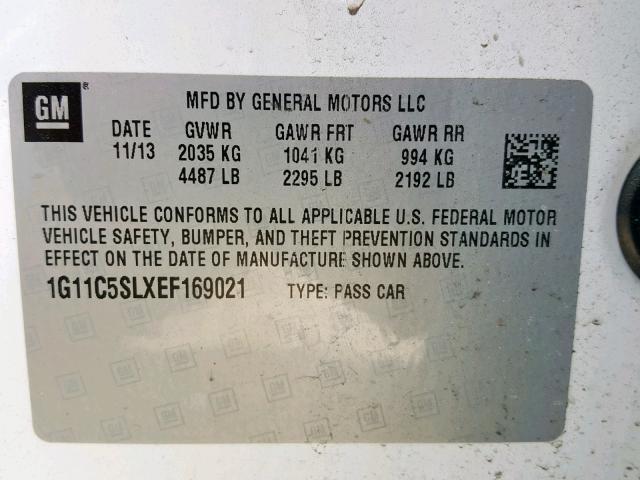 GM ®
MFD BY GENERAL MOTORS LLC
DATE GVWR GAWR FRT GAWR RR
11/13 2035 KG 1041 KG 994 KG
4487 LB 2295 LB 2192 LB
THIS VEHICLE CONFORMS TO ALL APPLICABLE U.S. FEDERAL MOTOR
VEHICLE SAFETY, BUMPER, AND THEFT PREVENTION STANDARDS IN
EFFECT ON THE DATE OF MANUFACTURE SHOWN ABOVE.
1G11C5SLXEF169021 TYPE: PASS CAR